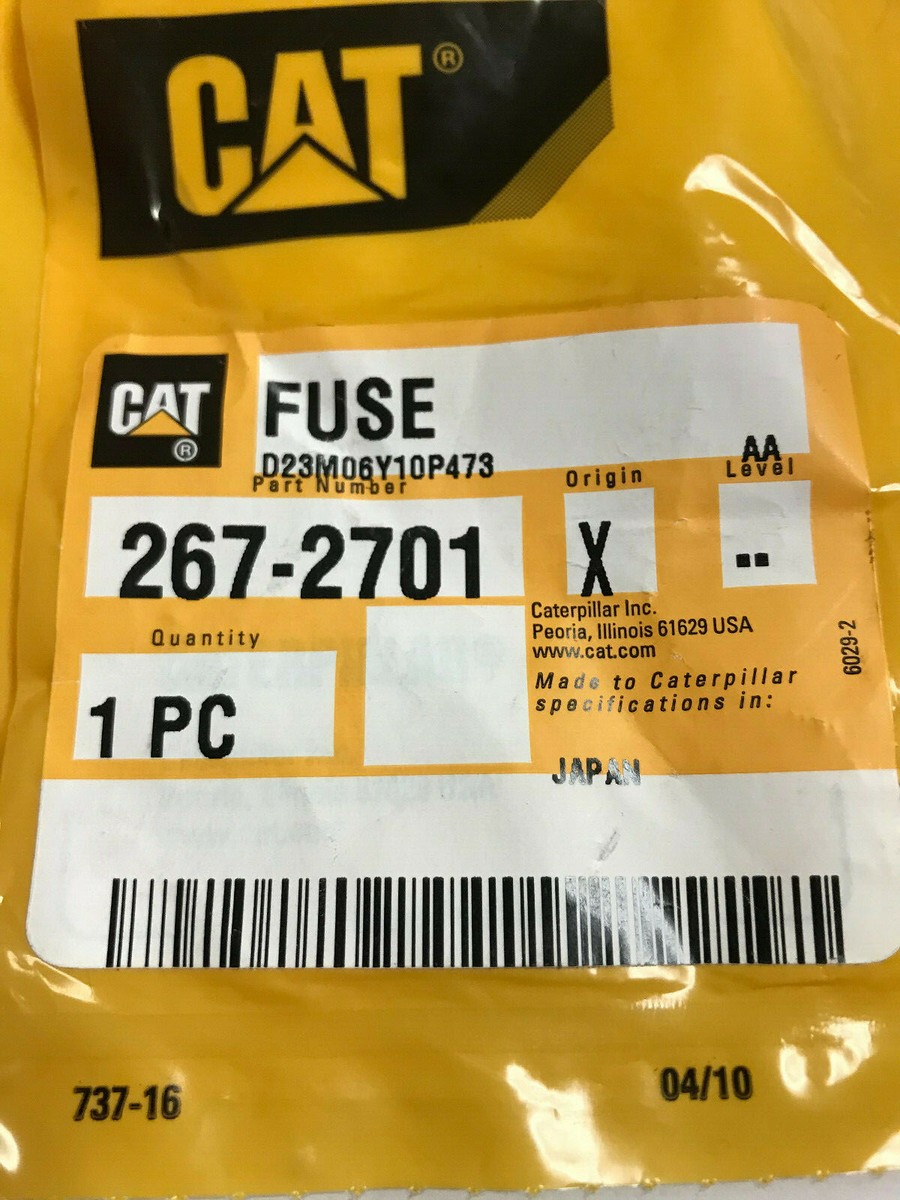 CAT®
CAT®
FUSE
D23M06Y10P473
AA
Part Number
Origin
Level
267-2701
X
--
Quantity
1 PC
Caterpillar Inc.
Peoria, Illinois 61629 USA
www.cat.com
Made to Caterpillar
specifications in:
JAPAN
6029-2
737-16
04/10